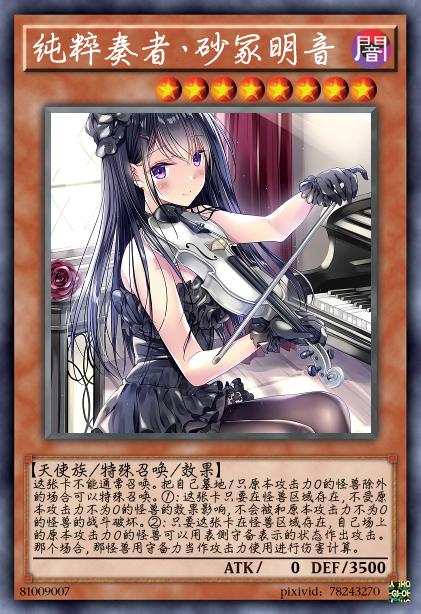 纯粹奏者·砂冢明音
闇
【天使族/特殊召唤/效果】
这张卡不能通常召唤。把自己墓地1只原本攻击力0的怪兽除外
的场合可以特殊召唤。①:这张卡只要在怪兽区域存在,不受原
本攻击力不为0的怪兽的效果影响,不会被和原本攻击力不为0
的怪兽的战斗破坏。②:只要这张卡在怪兽区域存在,自己场上
的原本攻击力0的怪兽可以用表侧守备表示的状态作出攻击。
那个场合,那怪兽用守备力当作攻击力使用进行伤害计算。
ATK/ 0 DEF/3500
81009007 pixivid: 78243270